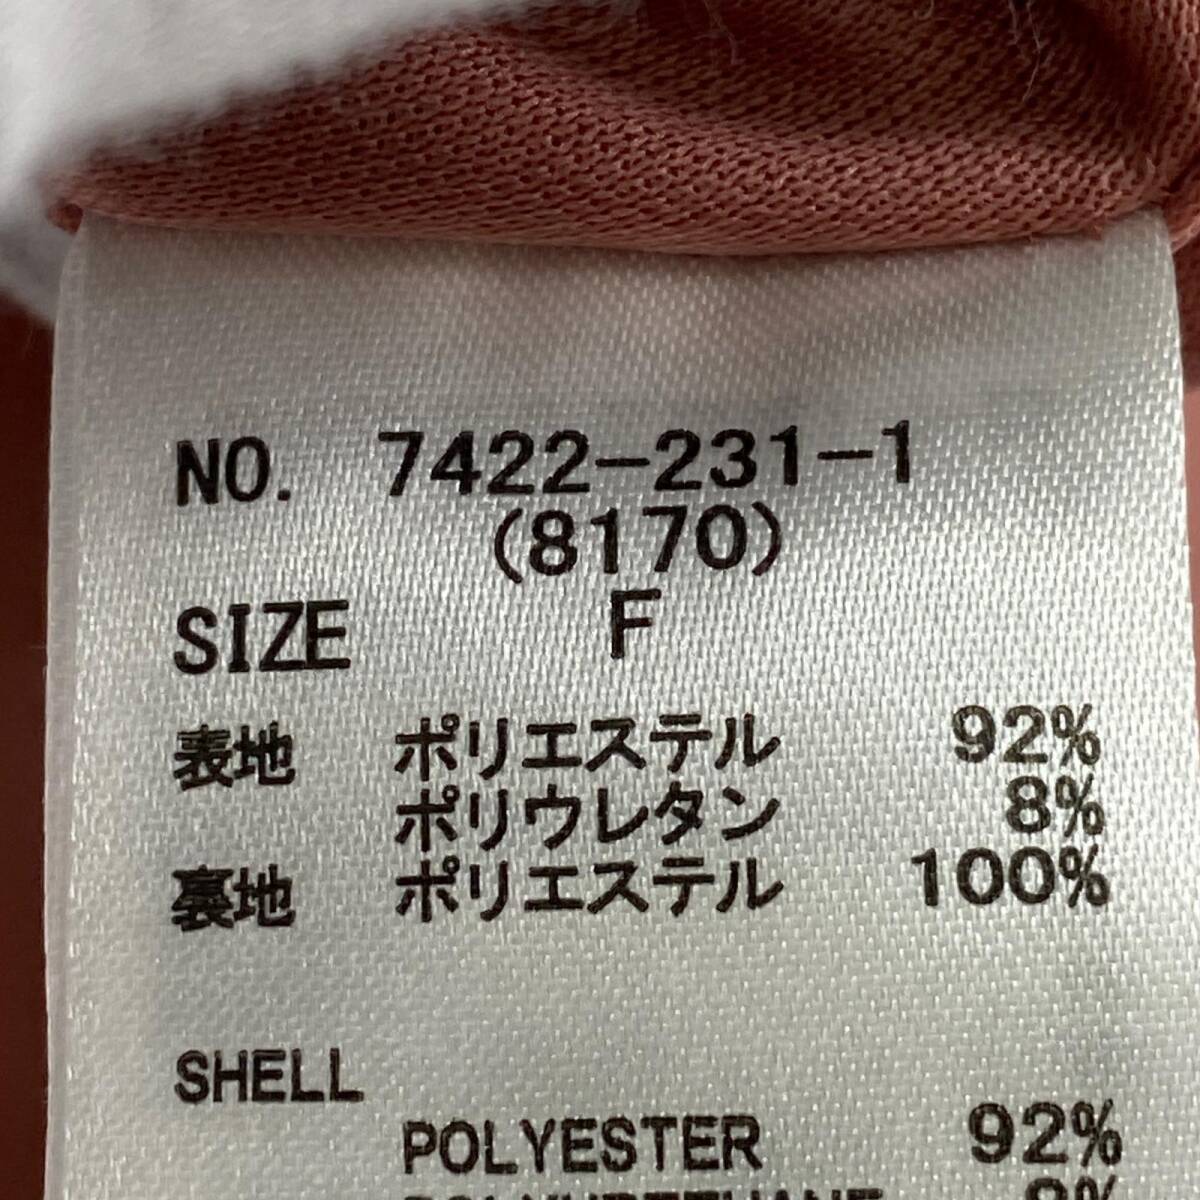 NO. 7422-231-1
(8170)
SIZE F
表地 ポリエステル 92%
ポリウレタン 8%
裏地 ポリエステル 100%
SHELL
POLYESTER 92%